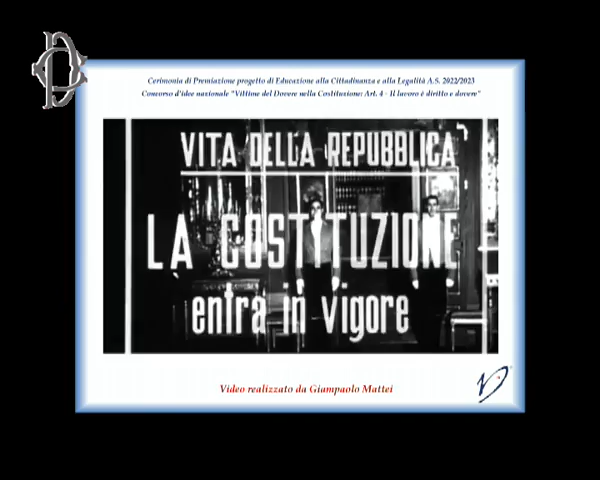 Cerimonia di Premiazione progetto di Educazione alla Cittadinanza e alla Legalità A.S. 2022/2023
Concorso d'idee nazionale "Vittime del Dovere nella Costituzione: Art. 4 - Il lavoro è diritto e dovere"
VITA DELLA REPUBBLICA
LA COSTITUZIONE
entra in vigore
Video realizzato da Giampaolo Mattei